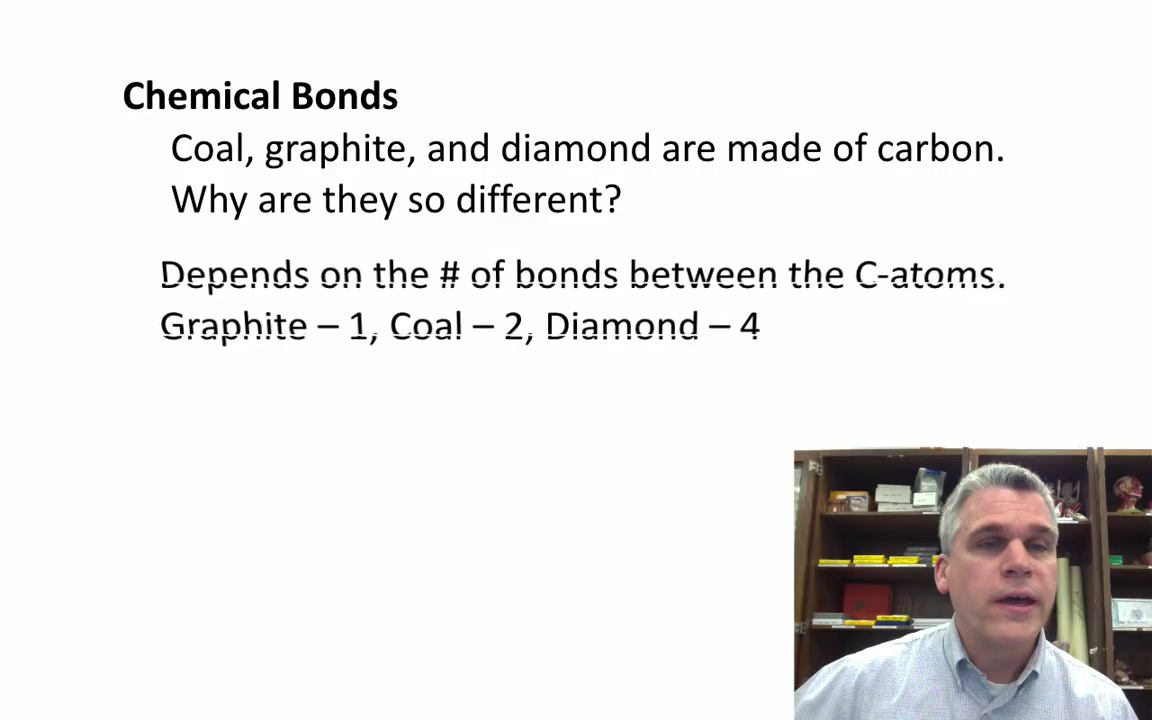 Chemical Bonds
Coal, graphite, and diamond are made of carbon.
Why are they so different?
Depends on the # of bonds between the C-atoms.
Graphite – 1, Coal – 2, Diamond – 4